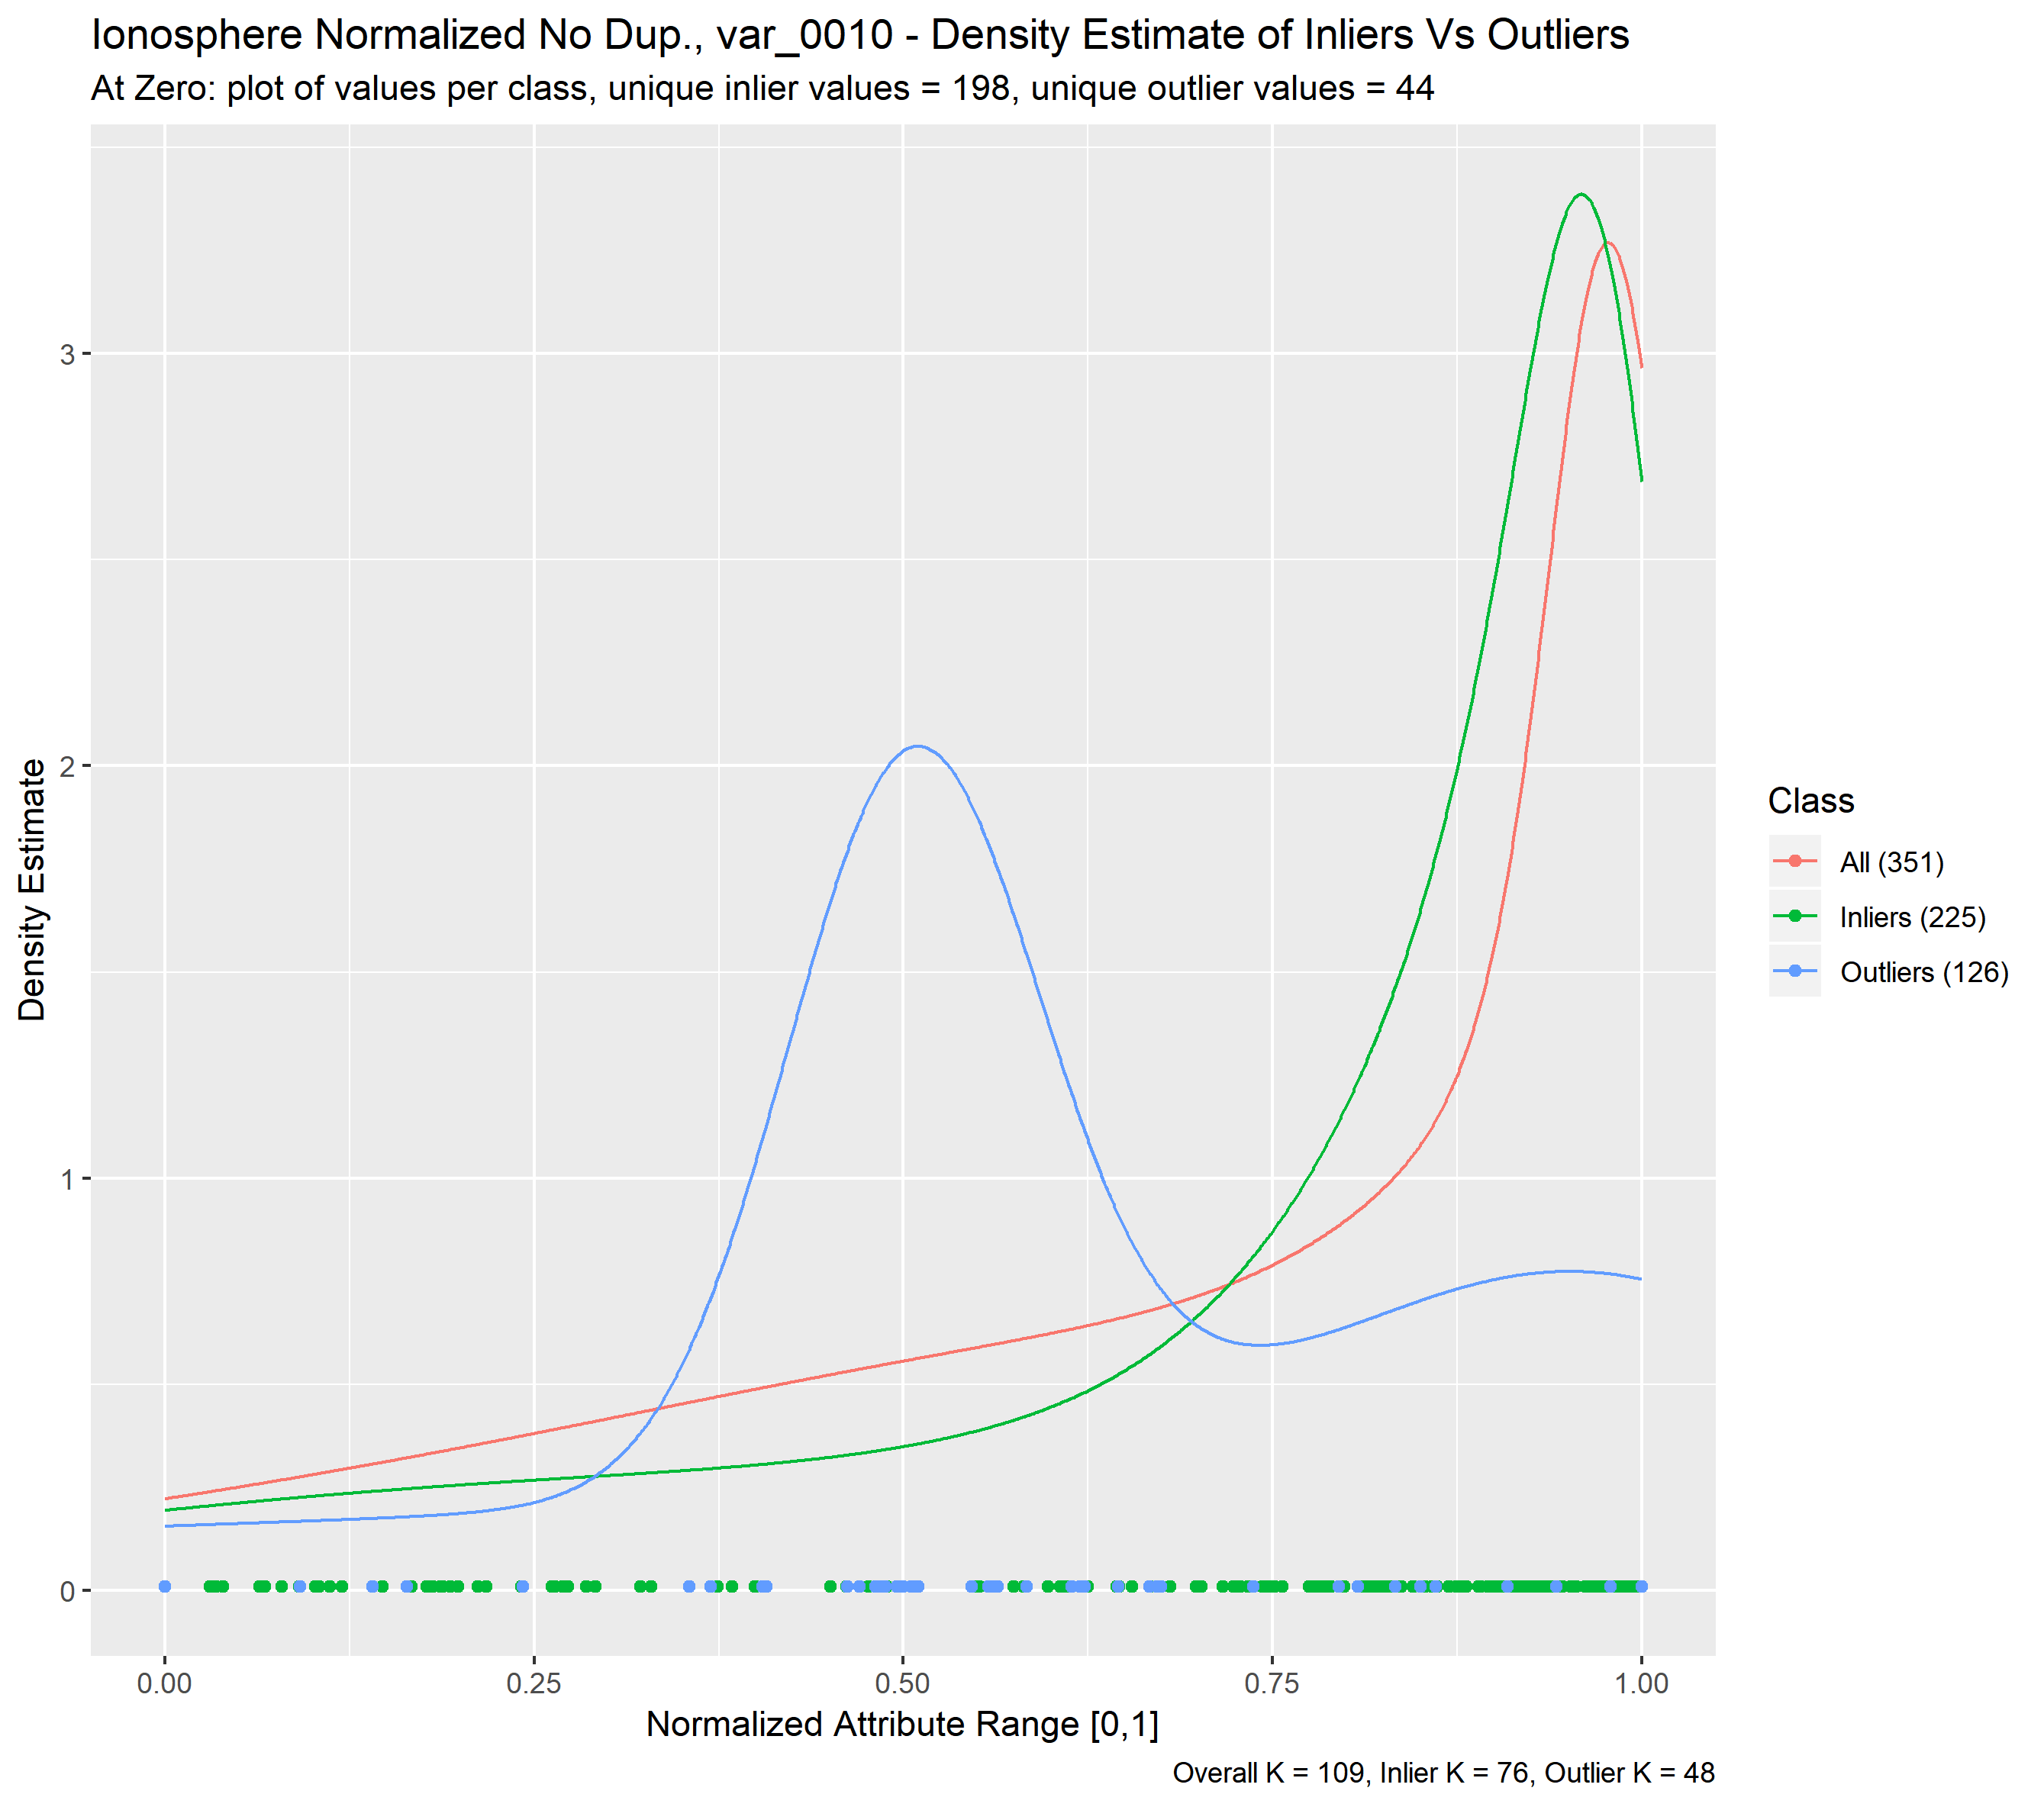 Ionosphere Normalized No Dup., var_0010 - Density Estimate of Inliers Vs Outliers
At Zero: plot of values per class, unique inlier values = 198, unique outlier values = 44
Density Estimate
3
2
1
0
0.00
0.25
0.50
0.75
1.00
Normalized Attribute Range [0,1]
Class
All (351)
Inliers (225)
Outliers (126)
Overall K = 109, Inlier K = 76, Outlier K = 48